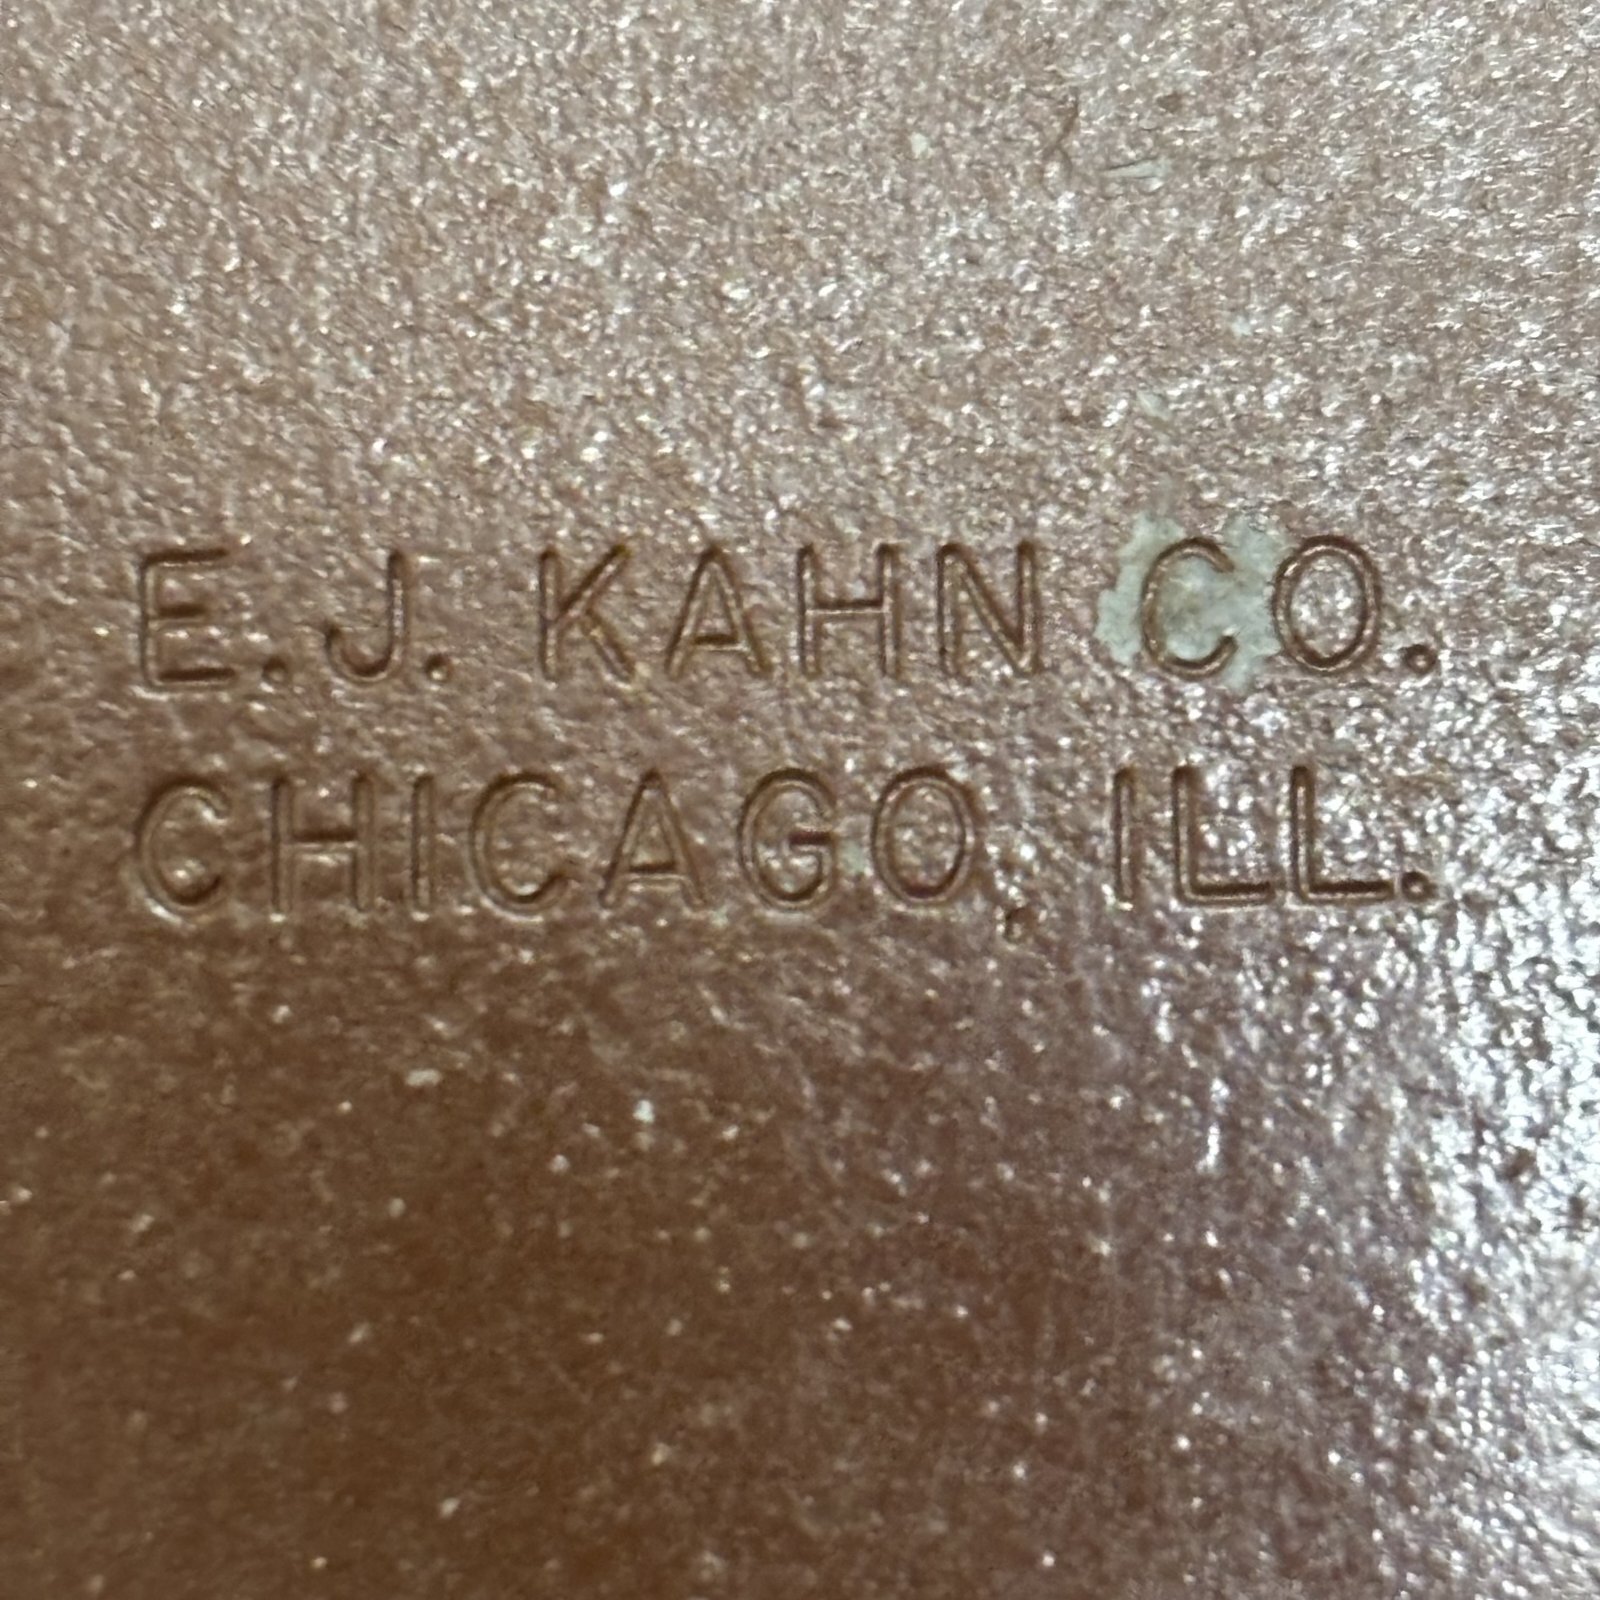 E.J. KAHN CO.
CHICAGO, ILL.